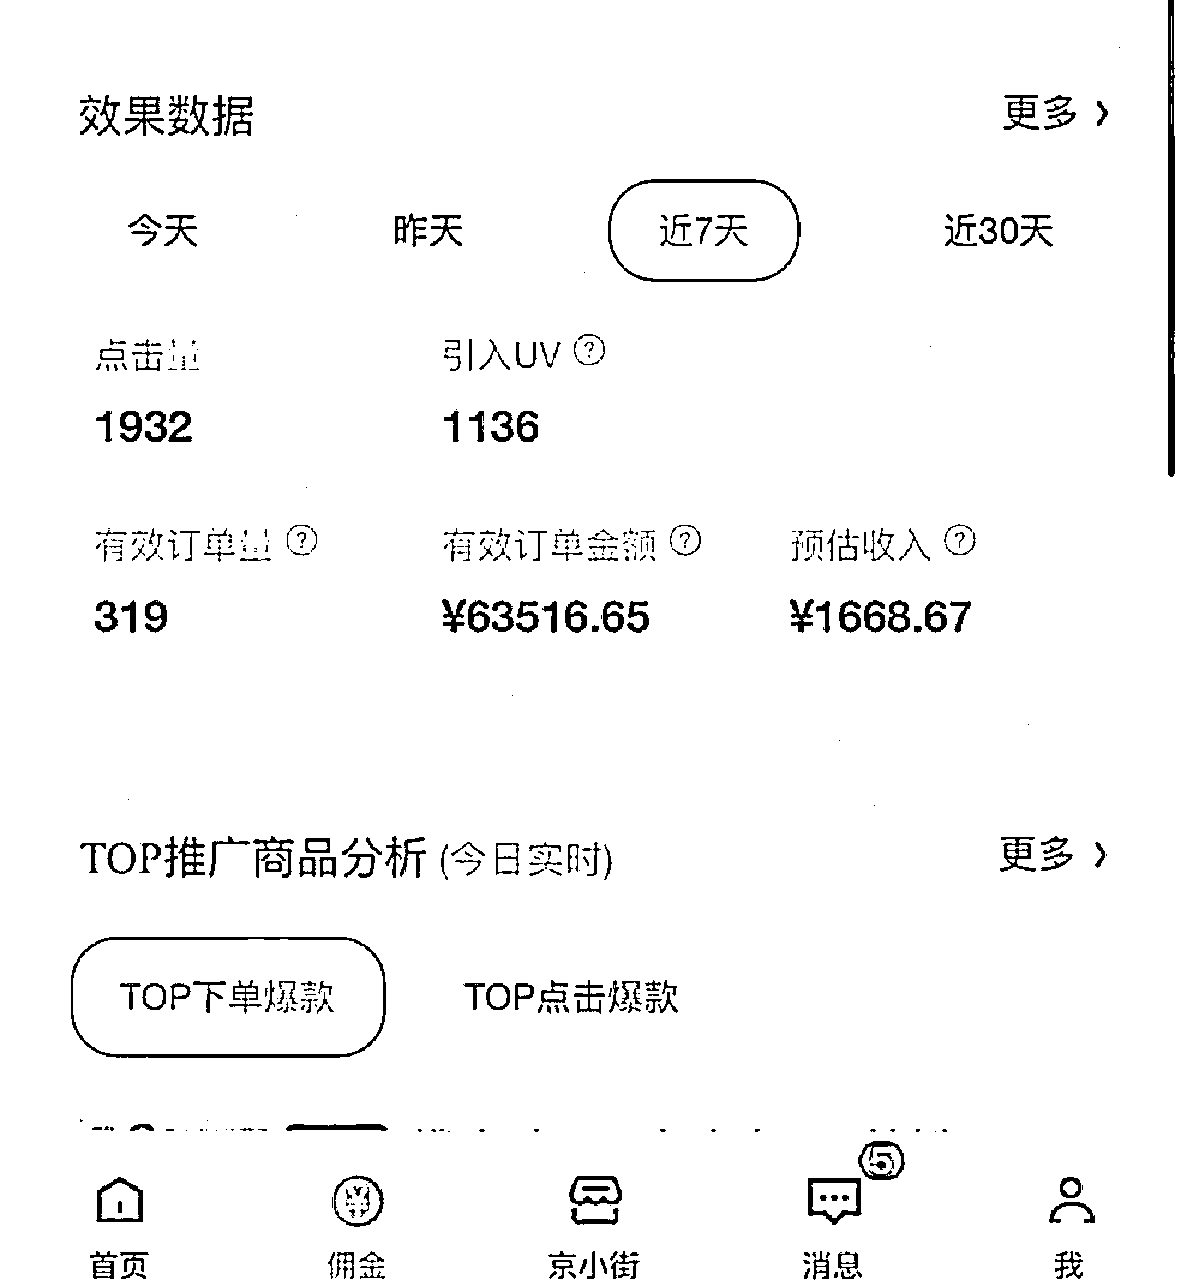 效果数据 更多 >
今天 昨天 近7天 近30天
点击量 引入UV ?
1932 1136
有效订单量 ? 有效订单金额 ? 预估收入 ?
319 ¥63516.65 ¥1668.67
TOP推广商品分析 (今日实时) 更多 >
TOP下单爆款 TOP点击爆款
5
首页 佣金 京小街 消息 我